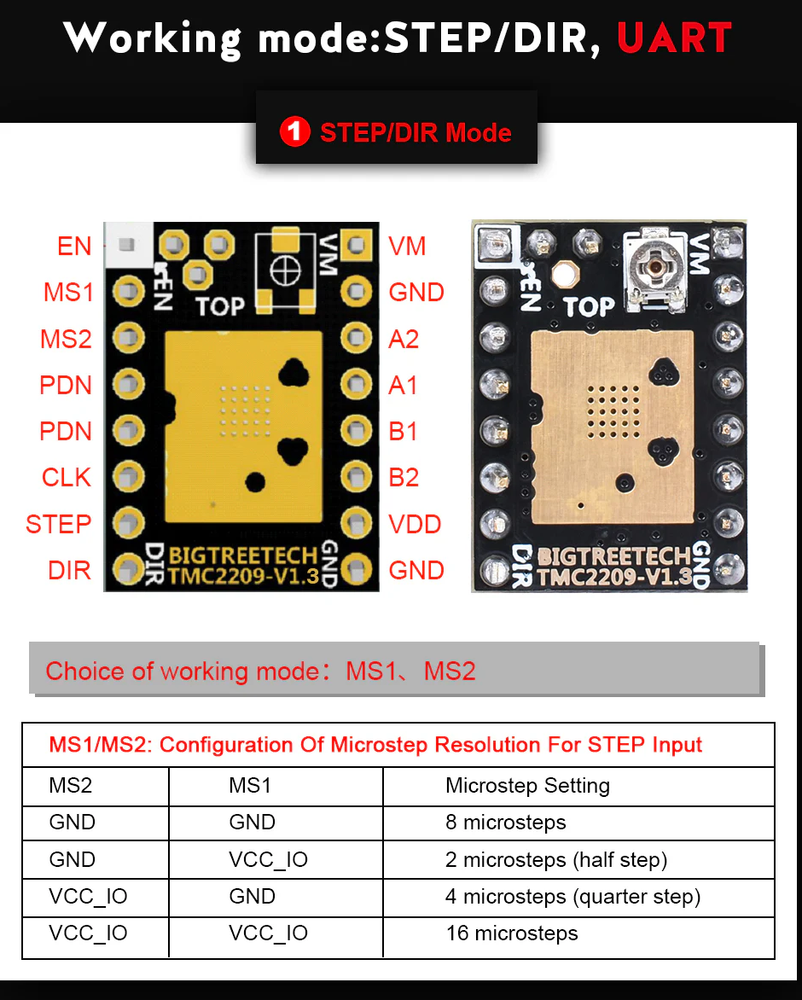 Working mode:STEP/DIR, UART
1 STEP/DIR Mode
EN
MS1
MS2
PDN
PDN
CLK
STEP
DIR
EN
TOP
VM
DIR
BIGTREETECH
TMC2209-V1.3
GND
VM
GND
A2
A1
B1
B2
VDD
GND
EN
TOP
VM
DIR
BIGTREETECH
TMC2209-V1.3
GND
Choice of working mode：MS1、MS2
MS1/MS2: Configuration Of Microstep Resolution For STEP Input
MS2 MS1 Microstep Setting
GND GND 8 microsteps
GND VCC_IO 2 microsteps (half step)
VCC_IO GND 4 microsteps (quarter step)
VCC_IO VCC_IO 16 microsteps